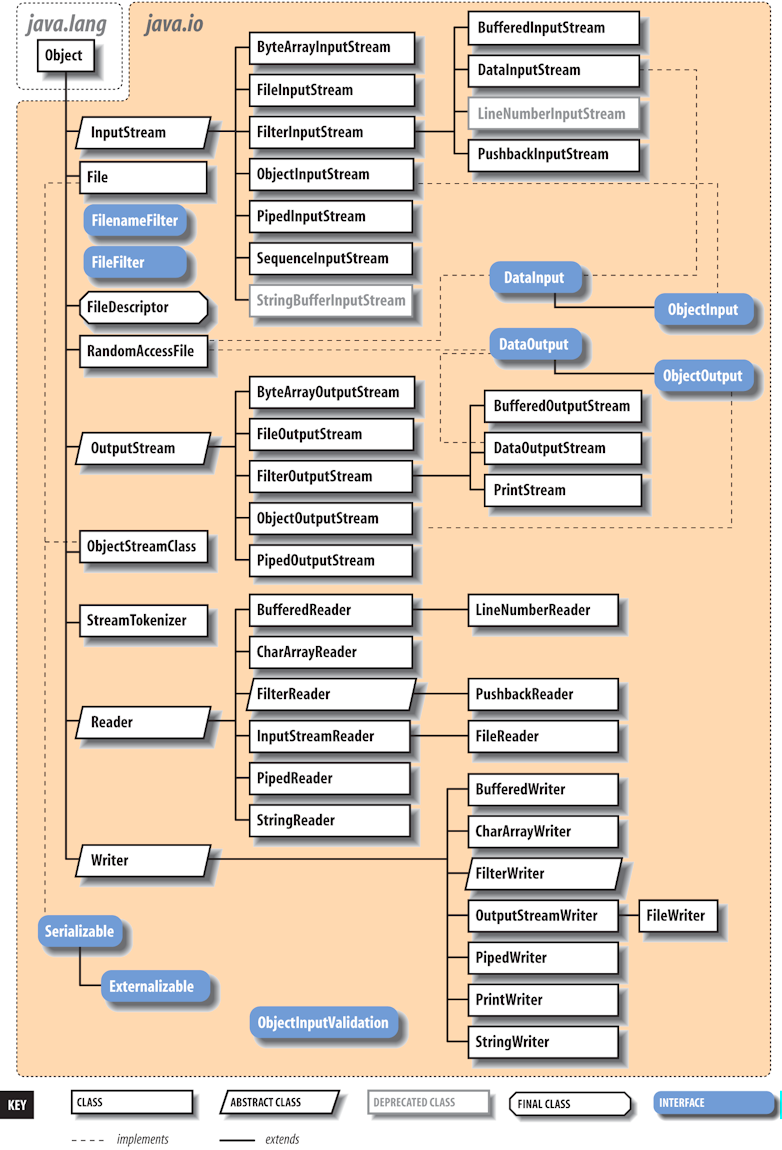 java.lang
java.io
Object
InputStream
ByteArrayInputStream
FileInputStream
FilterInputStream
ObjectInputStream
PipedInputStream
SequenceInputStream
StringBufferInputStream
BufferedInputStream
DataInputStream
LineNumberInputStream
PushbackInputStream
File
FilenameFilter
FileFilter
FileDescriptor
RandomAccessFile
DataInput
ObjectInput
DataOutput
ObjectOutput
OutputStream
ByteArrayOutputStream
FileOutputStream
FilterOutputStream
ObjectOutputStream
PipedOutputStream
BufferedOutputStream
DataOutputStream
PrintStream
ObjectStreamClass
StreamTokenizer
Reader
BufferedReader
CharArrayReader
FilterReader
InputStreamReader
PipedReader
StringReader
LineNumberReader
PushbackReader
FileReader
Writer
BufferedWriter
CharArrayWriter
FilterWriter
OutputStreamWriter
FileWriter
PipedWriter
PrintWriter
StringWriter
Serializable
Externalizable
ObjectInputValidation
KEY
CLASS
ABSTRACT CLASS
DEPRECATED CLASS
FINAL CLASS
INTERFACE
implements
extends